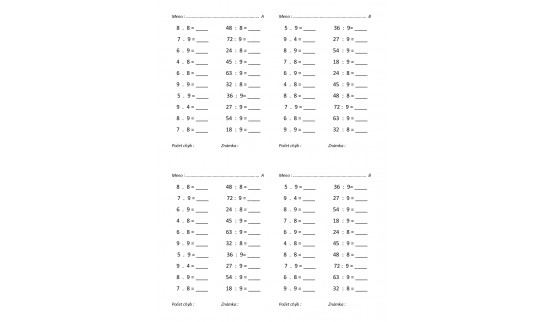 Meno : ................................................ A
8 . 8 = ____ 48 : 8 = ____
7 . 9 = ____ 72 : 9 = ____
6 . 9 = ____ 24 : 8 = ____
4 . 8 = ____ 45 : 9 = ____
6 . 8 = ____ 63 : 9 = ____
9 . 9 = ____ 32 : 8 = ____
5 . 9 = ____ 36 : 9= ____
9 . 4 = ____ 27 : 9 = ____
8 . 9 = ____ 54 : 9 = ____
7 . 8 = ____ 18 : 9 = ____
Počet chýb : Známka :
Meno : ................................................ B
5 . 9 = ____ 36 : 9= ____
9 . 4 = ____ 27 : 9 = ____
8 . 9 = ____ 54 : 9 = ____
7 . 8 = ____ 18 : 9 = ____
6 . 9 = ____ 24 : 8 = ____
4 . 8 = ____ 45 : 9 = ____
8 . 8 = ____ 48 : 8 = ____
7 . 9 = ____ 72 : 9 = ____
6 . 8 = ____ 63 : 9 = ____
9 . 9 = ____ 32 : 8 = ____
Počet chýb : Známka :
Meno : ................................................ A
8 . 8 = ____ 48 : 8 = ____
7 . 9 = ____ 72 : 9 = ____
6 . 9 = ____ 24 : 8 = ____
4 . 8 = ____ 45 : 9 = ____
6 . 8 = ____ 63 : 9 = ____
9 . 9 = ____ 32 : 8 = ____
5 . 9 = ____ 36 : 9= ____
9 . 4 = ____ 27 : 9 = ____
8 . 9 = ____ 54 : 9 = ____
7 . 8 = ____ 18 : 9 = ____
Počet chýb : Známka :
Meno : ................................................ B
5 . 9 = ____ 36 : 9= ____
9 . 4 = ____ 27 : 9 = ____
8 . 9 = ____ 54 : 9 = ____
7 . 8 = ____ 18 : 9 = ____
6 . 9 = ____ 24 : 8 = ____
4 . 8 = ____ 45 : 9 = ____
8 . 8 = ____ 48 : 8 = ____
7 . 9 = ____ 72 : 9 = ____
6 . 8 = ____ 63 : 9 = ____
9 . 9 = ____ 32 : 8 = ____
Počet chýb : Známka :